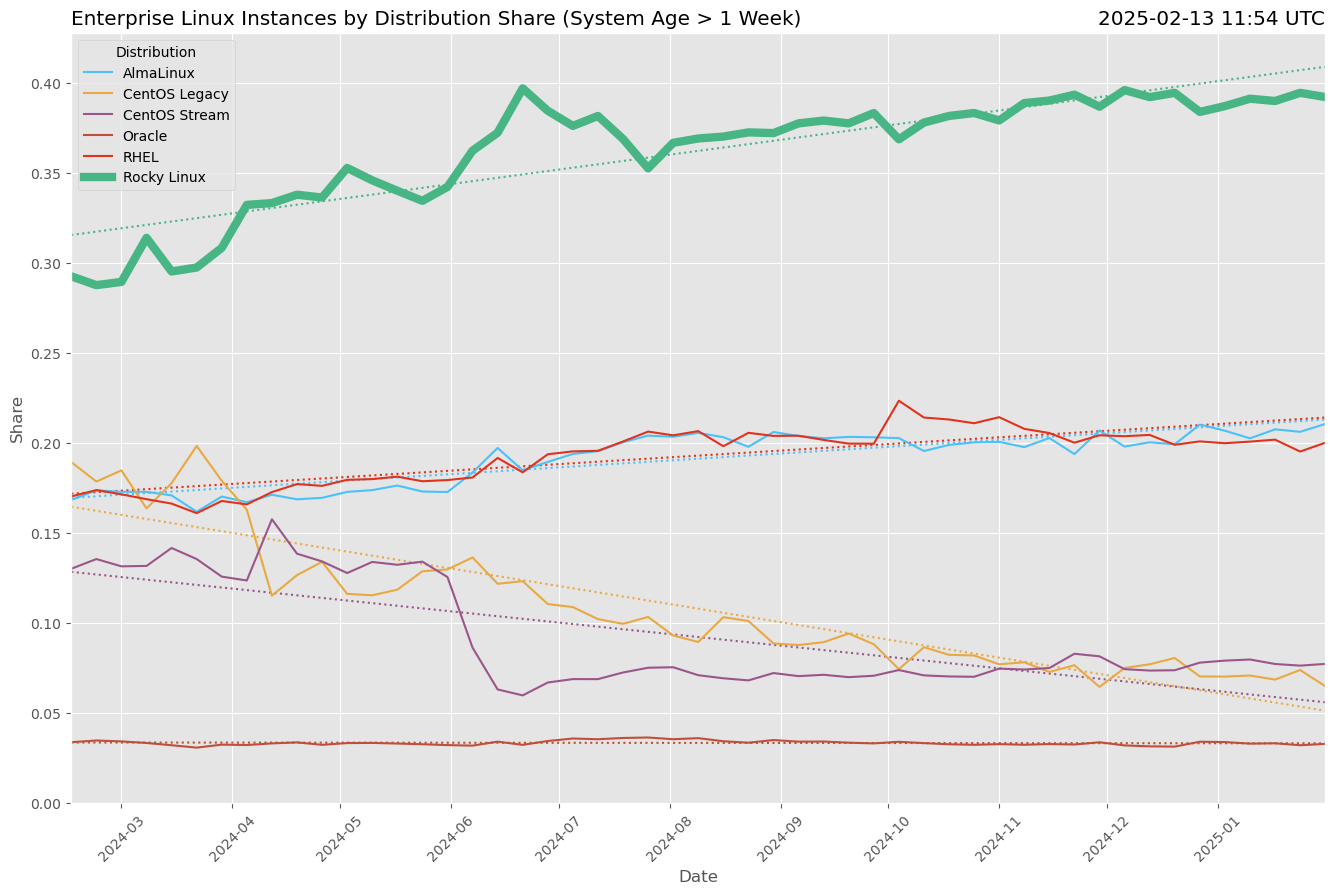 Enterprise Linux Instances by Distribution Share (System Age > 1 Week)
2025-02-13 11:54 UTC
Distribution
AlmaLinux
CentOS Legacy
CentOS Stream
Oracle
RHEL
Rocky Linux
0.40
0.35
0.30
0.25
0.20
0.15
0.10
0.05
0.00
Share
2024-03
2024-04
2024-05
2024-06
2024-07
2024-08
2024-09
2024-10
2024-11
2024-12
2025-01
Date